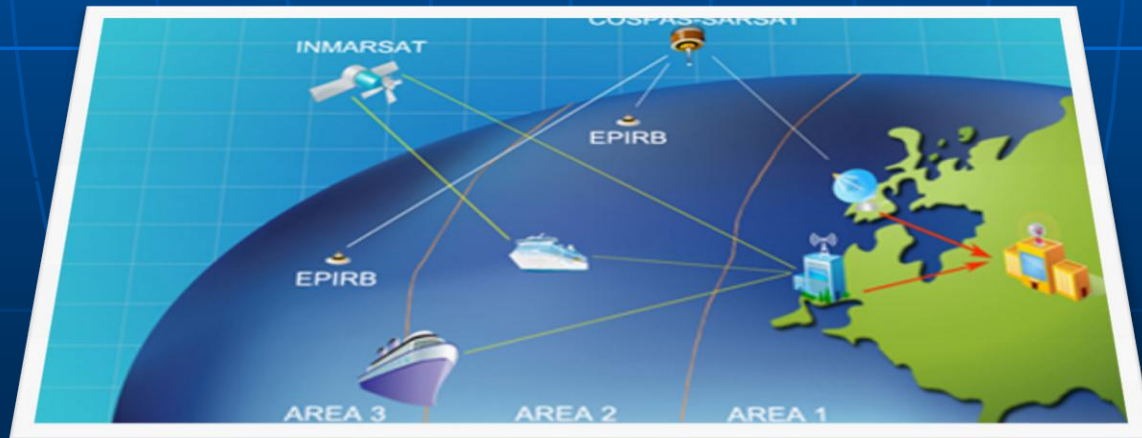 COSPAS-SARSAT
INMARSAT
EPIRB
EPIRB
AREA 3
AREA 2
AREA 1